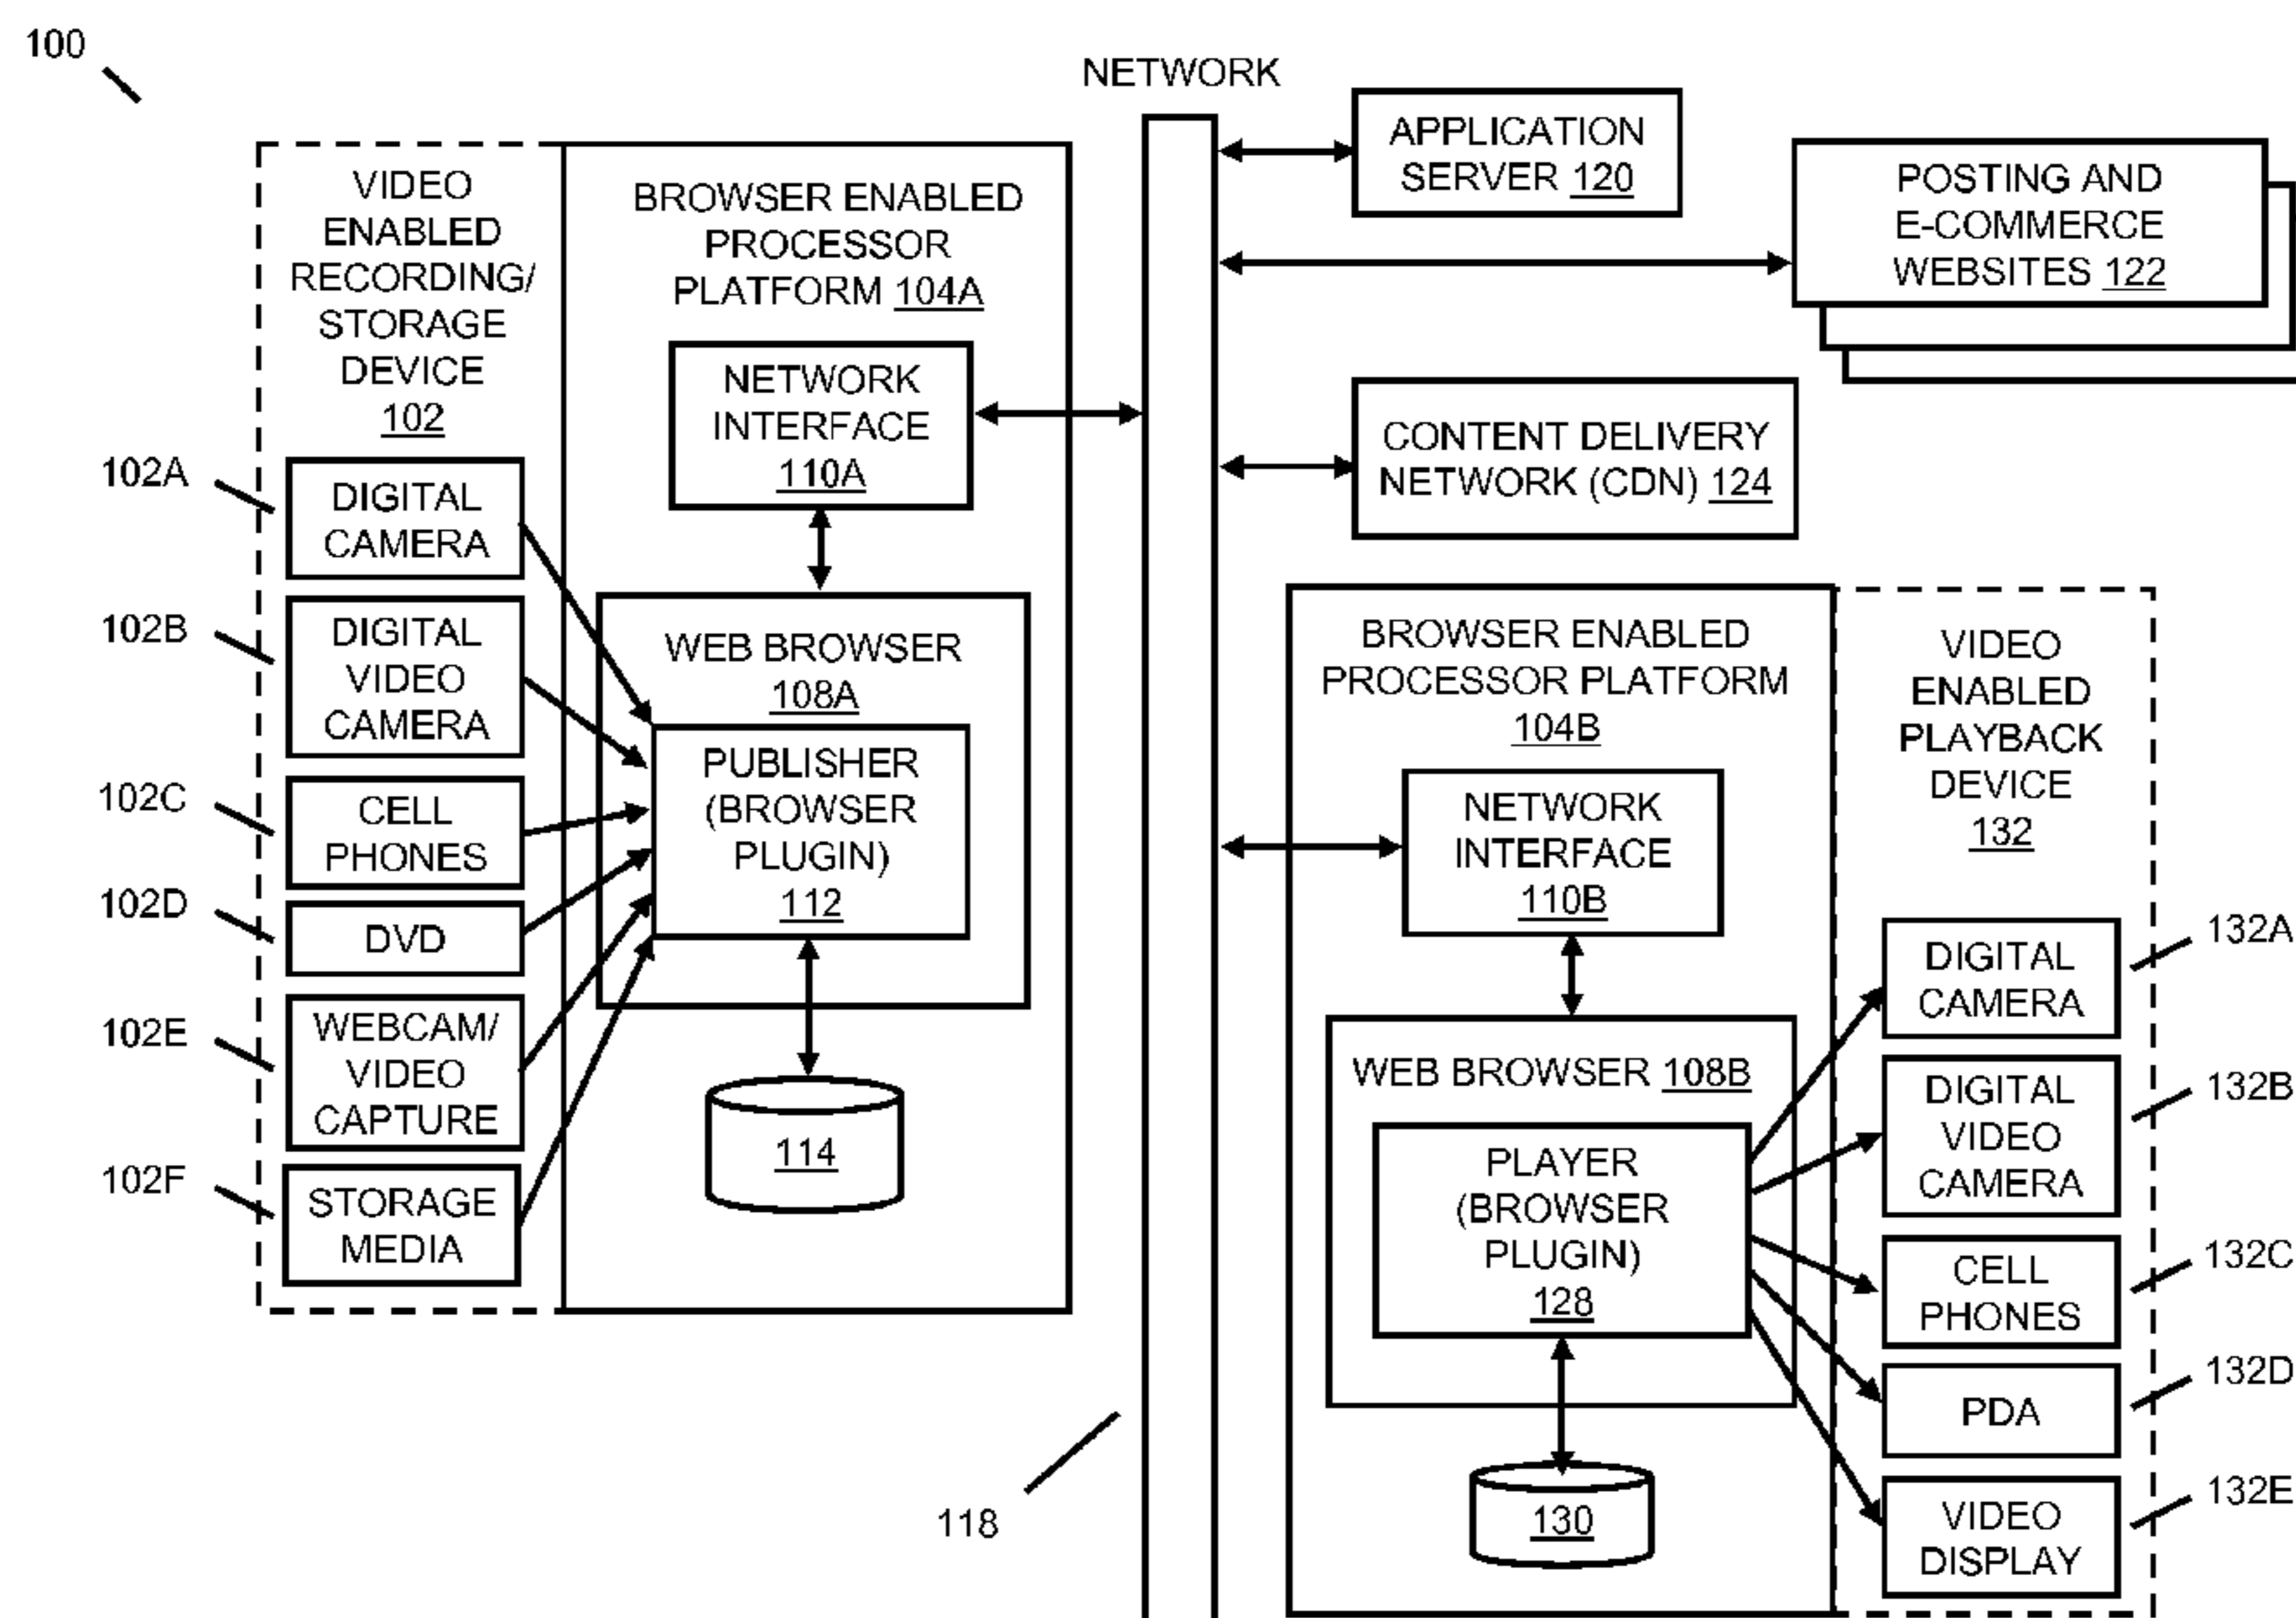 100
NETWORK
VIDEO
ENABLED
RECORDING/
STORAGE
DEVICE
102
102A
DIGITAL
CAMERA
102B
DIGITAL
VIDEO
CAMERA
102C
CELL
PHONES
102D
DVD
102E
WEBCAM/
VIDEO
CAPTURE
102F
STORAGE
MEDIA
BROWSER ENABLED
PROCESSOR
PLATFORM 104A
NETWORK
INTERFACE
110A
WEB BROWSER
108A
PUBLISHER
(BROWSER
PLUGIN)
112
114
118
APPLICATION
SERVER 120
POSTING AND
E-COMMERCE
WEBSITES 122
CONTENT DELIVERY
NETWORK (CDN) 124
BROWSER ENABLED
PROCESSOR PLATFORM
104B
NETWORK
INTERFACE
110B
WEB BROWSER 108B
PLAYER
(BROWSER
PLUGIN)
128
130
VIDEO
ENABLED
PLAYBACK
DEVICE
132
DIGITAL
CAMERA
132A
DIGITAL
VIDEO
CAMERA
132B
CELL
PHONES
132C
PDA
132D
VIDEO
DISPLAY
132E